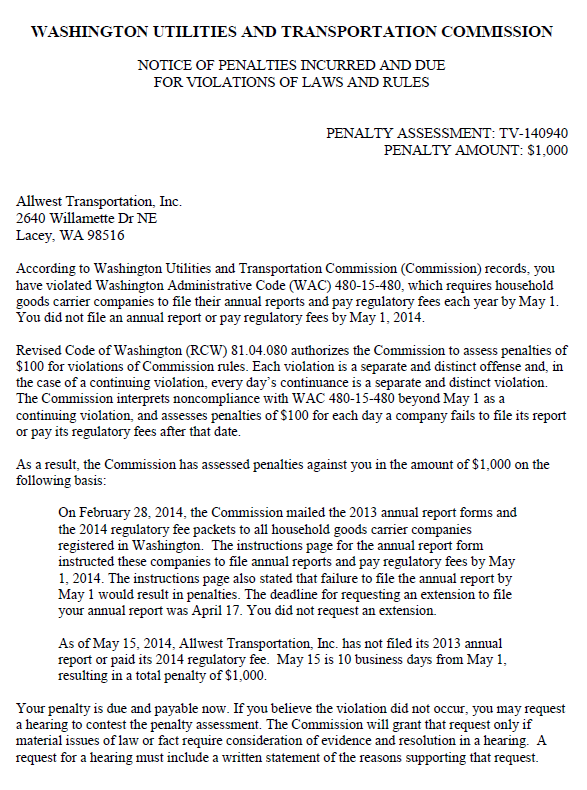 WASHINGTON UTILITIES AND TRANSPORTATION COMMISSION
NOTICE OF PENALTIES INCURRED AND DUE
FOR VIOLATIONS OF LAWS AND RULES
PENALTY ASSESSMENT: TV-140940
PENALTY AMOUNT: $1,000
Allwest Transportation, Inc.
2640 Willamette Dr NE
Lacey, WA 98516
According to Washington Utilities and Transportation Commission (Commission) records, you
have violated Washington Administrative Code (WAC) 480-15-480, which requires household
goods carrier companies to file their annual reports and pay regulatory fees each year by May 1.
You did not file an annual report or pay regulatory fees by May 1, 2014.
Revised Code of Washington (RCW) 81.04.080 authorizes the Commission to assess penalties of
$100 for violations of Commission rules. Each violation is a separate and distinct offense and, in
the case of a continuing violation, every day's continuance is a separate and distinct violation.
The Commission interprets noncompliance with WAC 480-15-480 beyond May 1 as a
continuing violation, and assesses penalties of $100 for each day a company fails to file its report
or pay its regulatory fees after that date.
As a result, the Commission has assessed penalties against you in the amount of $1,000 on the
following basis:
On February 28, 2014, the Commission mailed the 2013 annual report forms and
the 2014 regulatory fee packets to all household goods carrier companies
registered in Washington. The instructions page for the annual report form
instructed these companies to file annual reports and pay regulatory fees by May
1, 2014. The instructions page also stated that failure to file the annual report by
May 1 would result in penalties. The deadline for requesting an extension to file
your annual report was April 17. You did not request an extension.
As of May 15, 2014, Allwest Transportation, Inc. has not filed its 2013 annual
report or paid its 2014 regulatory fee. May 15 is 10 business days from May 1,
resulting in a total penalty of $1,000.
Your penalty is due and payable now. If you believe the violation did not occur, you may request
a hearing to contest the penalty assessment. The Commission will grant that request only if
material issues of law or fact require consideration of evidence and resolution in a hearing. A
request for a hearing must include a written statement of the reasons supporting that request.